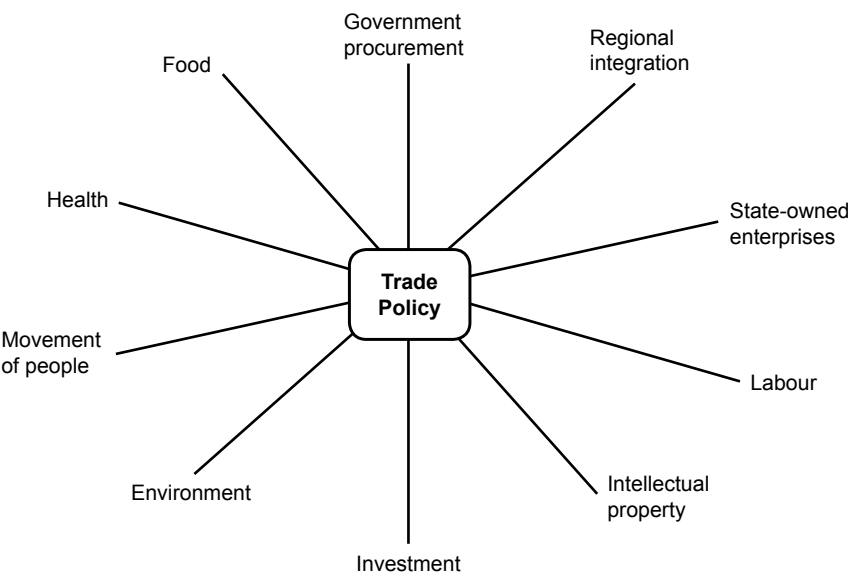 Government
procurement
Regional
integration
Food
Health
State-owned
enterprises
Trade
Policy
Movement
of people
Labour
Environment
Intellectual
property
Investment